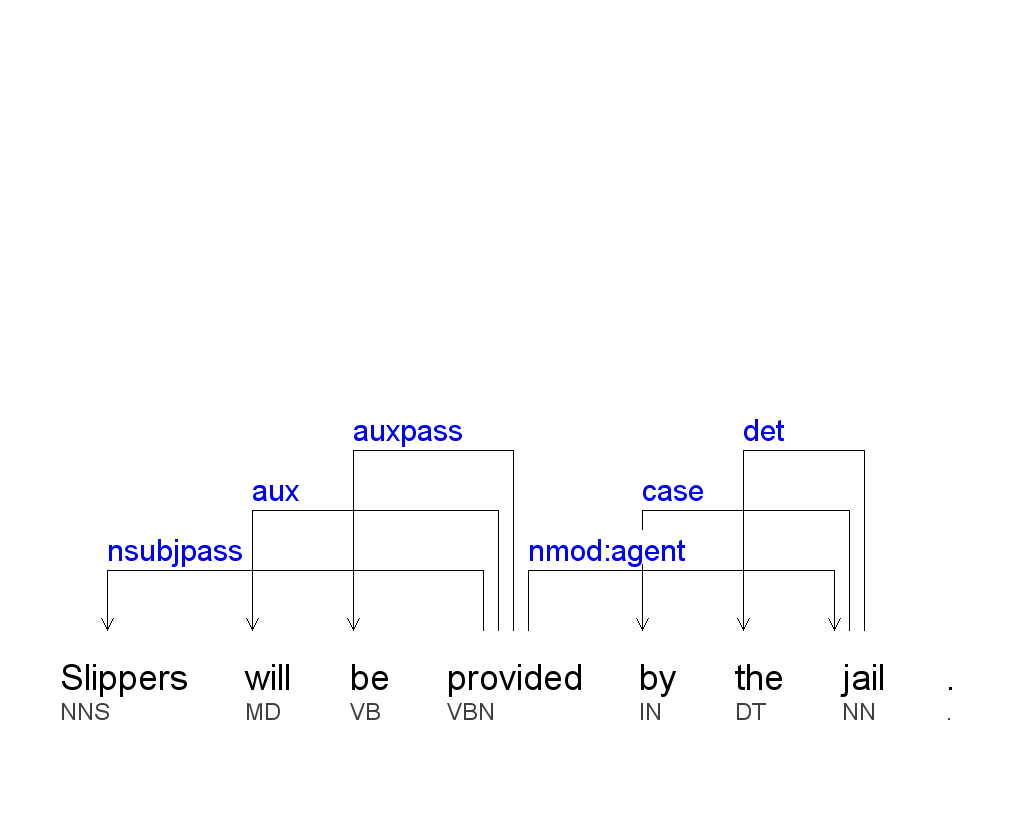 auxpass det
aux case
nsubjpass nmod:agent
Slippers will be provided by the jail .
NNS MD VB VBN IN DT NN .